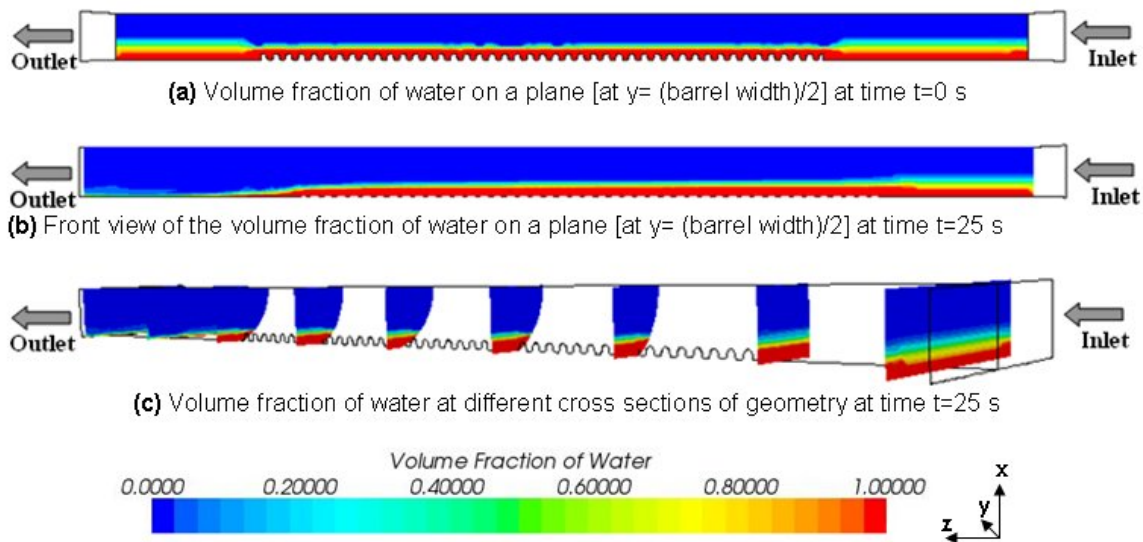 Outlet
Inlet
(a) Volume fraction of water on a plane [at y= (barrel width)/2] at time t=0 s
Outlet
Inlet
(b) Front view of the volume fraction of water on a plane [at y= (barrel width)/2] at time t=25 s
Outlet
Inlet
(c) Volume fraction of water at different cross sections of geometry at time t=25 s
Volume Fraction of Water
0.0000 0.20000 0.40000 0.60000 0.80000 1.00000
x
y
z